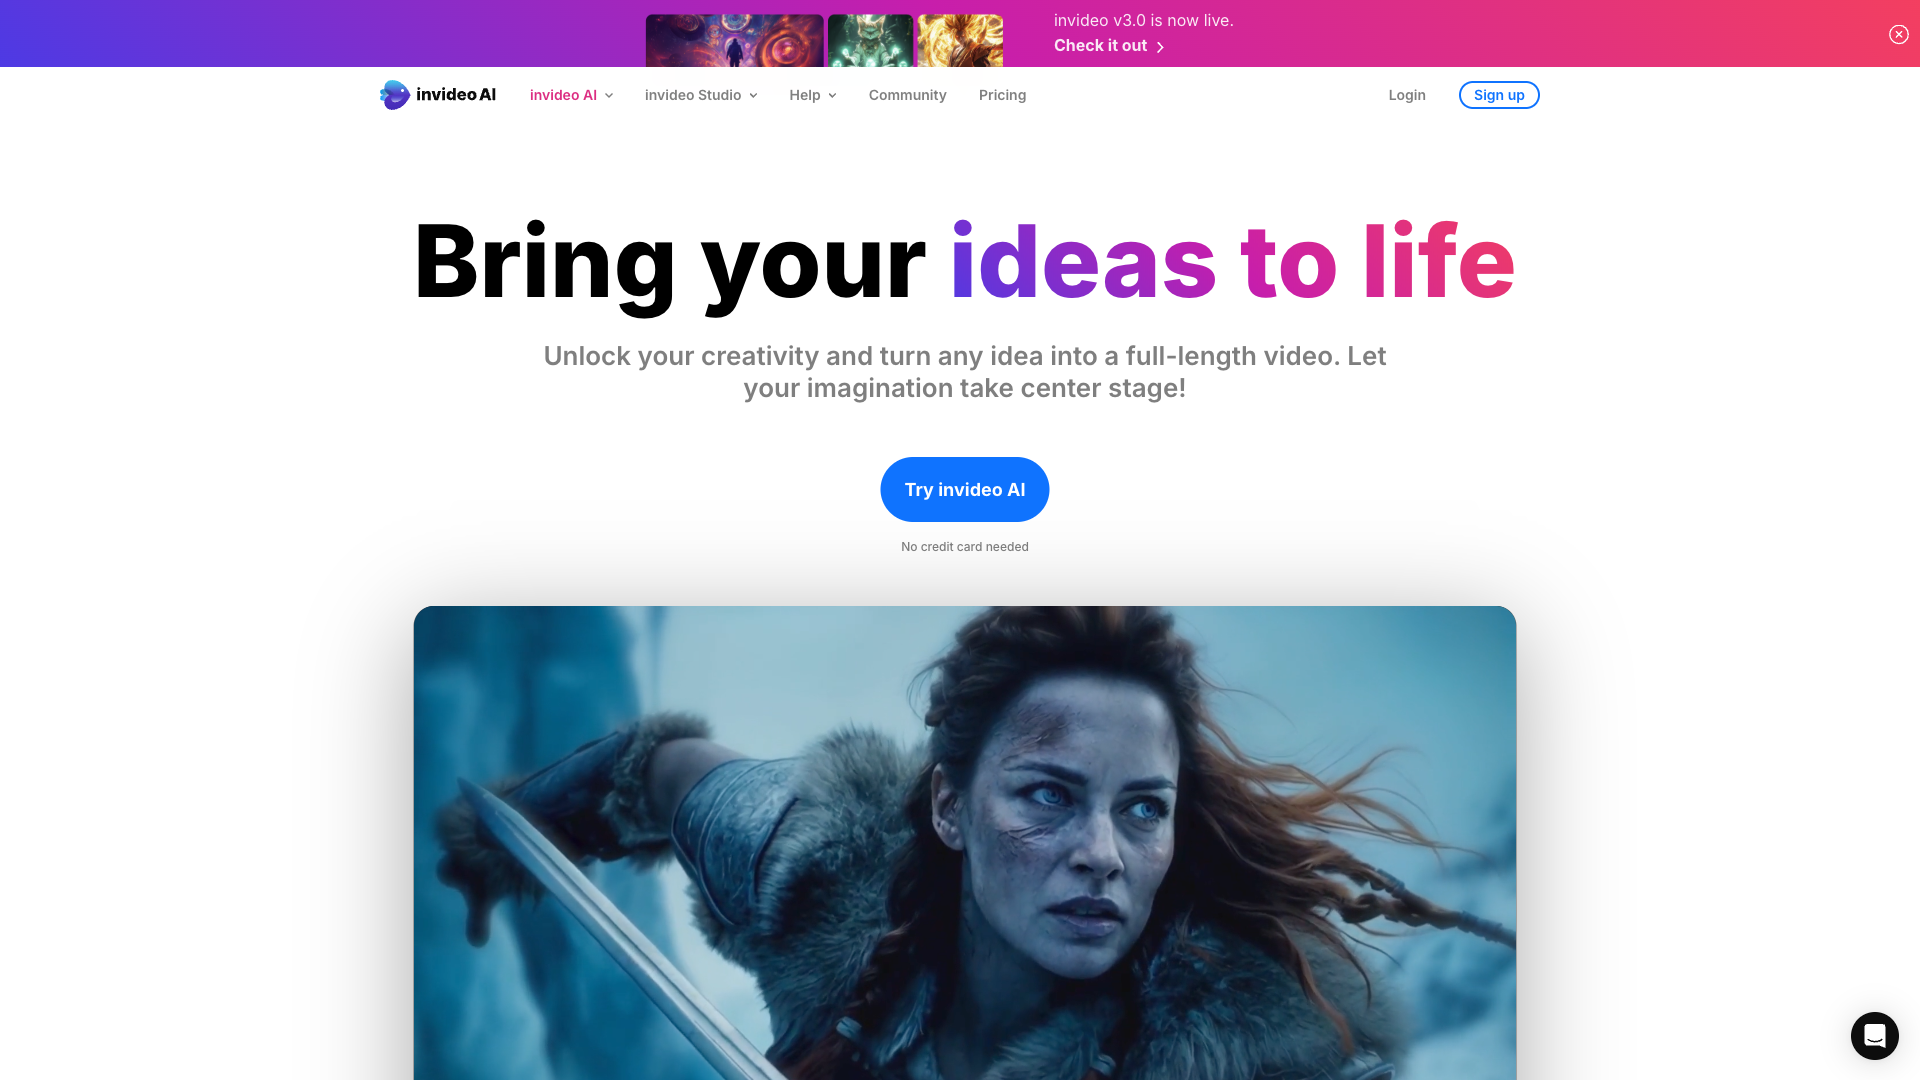 invideo v3.0 is now live.
Check it out
invideo AI
invideo AI
invideo Studio
Help
Community
Pricing
Login
Sign up
Bring your ideas to life
Unlock your creativity and turn any idea into a full-length video. Let
your imagination take center stage!
Try invideo AI
No credit card needed